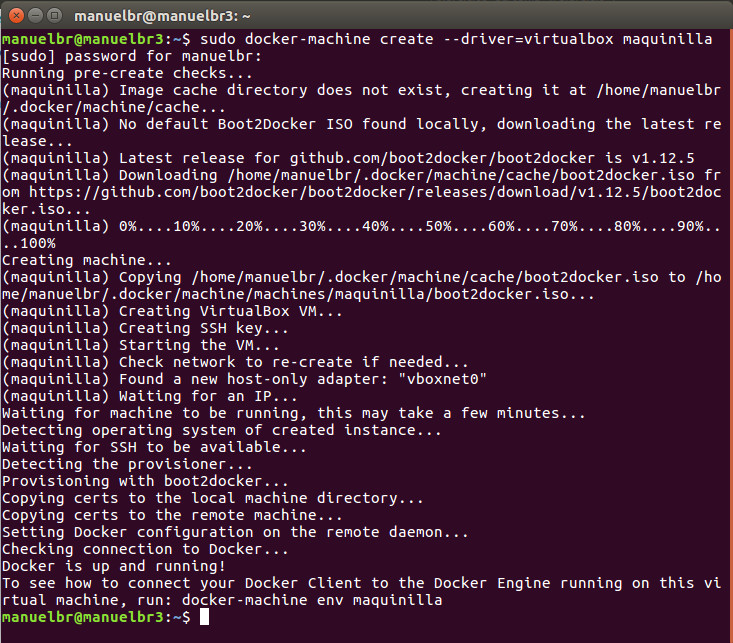 manuelbr@manuelbr3: ~
manuelbr@manuelbr3:~$ sudo docker-machine create --driver=virtualbox maquinilla
[sudo] password for manuelbr:
Running pre-create checks...
(maquinilla) Image cache directory does not exist, creating it at /home/manuelbr
/.docker/machine/cache...
(maquinilla) No default Boot2Docker ISO found locally, downloading the latest re
lease...
(maquinilla) Latest release for github.com/boot2docker/boot2docker is v1.12.5
(maquinilla) Downloading /home/manuelbr/.docker/machine/cache/boot2docker.iso fr
om https://github.com/boot2docker/boot2docker/releases/download/v1.12.5/boot2doc
ker.iso...
(maquinilla) 0%....10%....20%....30%....40%....50%....60%....70%....80%....90%..
..100%
Creating machine...
(maquinilla) Copying /home/manuelbr/.docker/machine/cache/boot2docker.iso to /ho
me/manuelbr/.docker/machine/machines/maquinilla/boot2docker.iso...
(maquinilla) Creating VirtualBox VM...
(maquinilla) Creating SSH key...
(maquinilla) Starting the VM...
(maquinilla) Check network to re-create if needed...
(maquinilla) Found a new host-only adapter: "vboxnet0"
(maquinilla) Waiting for an IP...
Waiting for machine to be running, this may take a few minutes...
Detecting operating system of created instance...
Waiting for SSH to be available...
Detecting the provisioner...
Provisioning with boot2docker...
Copying certs to the local machine directory...
Copying certs to the remote machine...
Setting Docker configuration on the remote daemon...
Checking connection to Docker...
Docker is up and running!
To see how to connect your Docker Client to the Docker Engine running on this vi
rtual machine, run: docker-machine env maquinilla
manuelbr@manuelbr3:~$